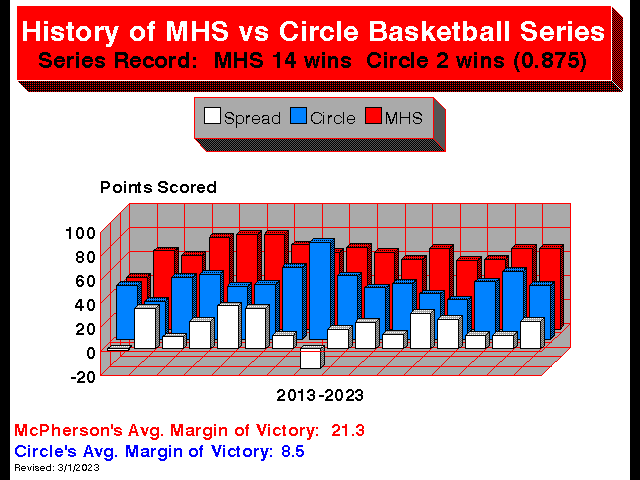 History of MHS vs Circle Basketball Series
Series Record:  MHS 14 wins  Circle 2 wins (0.875)
Spread Circle MHS
Points Scored
100
80
60
40
20
0
-20
2013-2023
McPherson's Avg. Margin of Victory:  21.3
Circle's Avg. Margin of Victory: 8.5
Revised: 3/1/2023